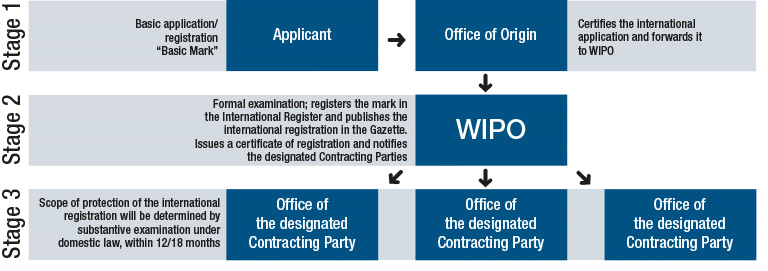 Stage 1
Basic application/
registration
“Basic Mark”
Applicant
Office of Origin
Certifies the international
application and forwards it
to WIPO
Stage 2
Formal examination; registers the mark in
the International Register and publishes the
international registration in the Gazette.
Issues a certificate of registration and notifies
the designated Contracting Parties
WIPO
Stage 3
Scope of protection of the international
registration will be determined by
substantive examination under
domestic law, within 12/18 months
Office of
the designated
Contracting Party
Office of
the designated
Contracting Party
Office of
the designated
Contracting Party